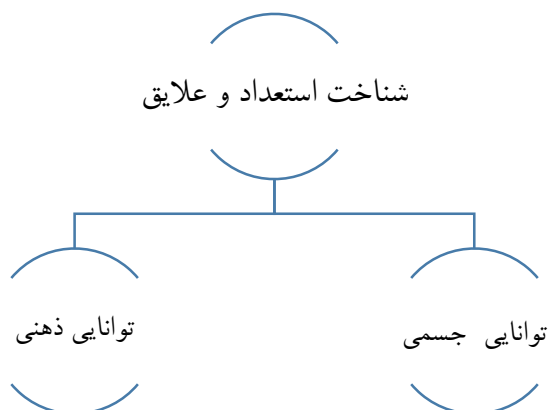 شناخت استعداد و علایق
توانایی جسمی
توانایی ذهنی